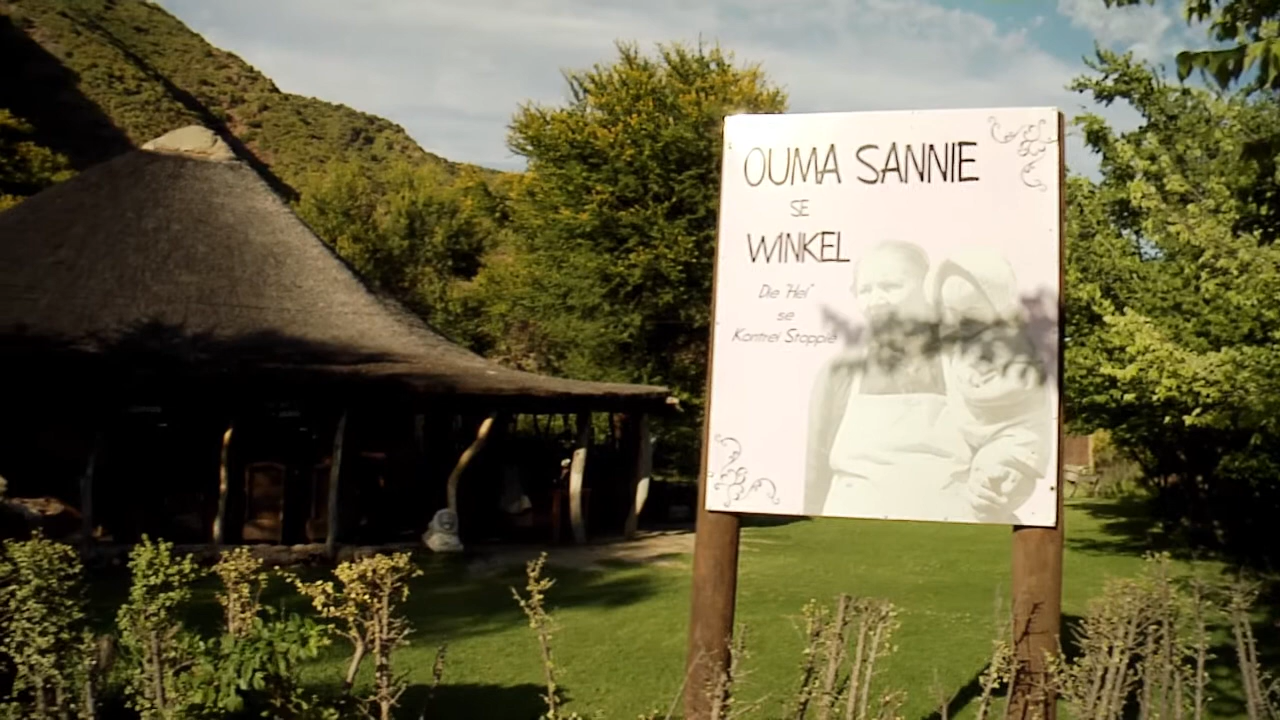 OUMA SANNIE
SE
WINKEL
Die "Hel"
se
Kontrei Stoppie